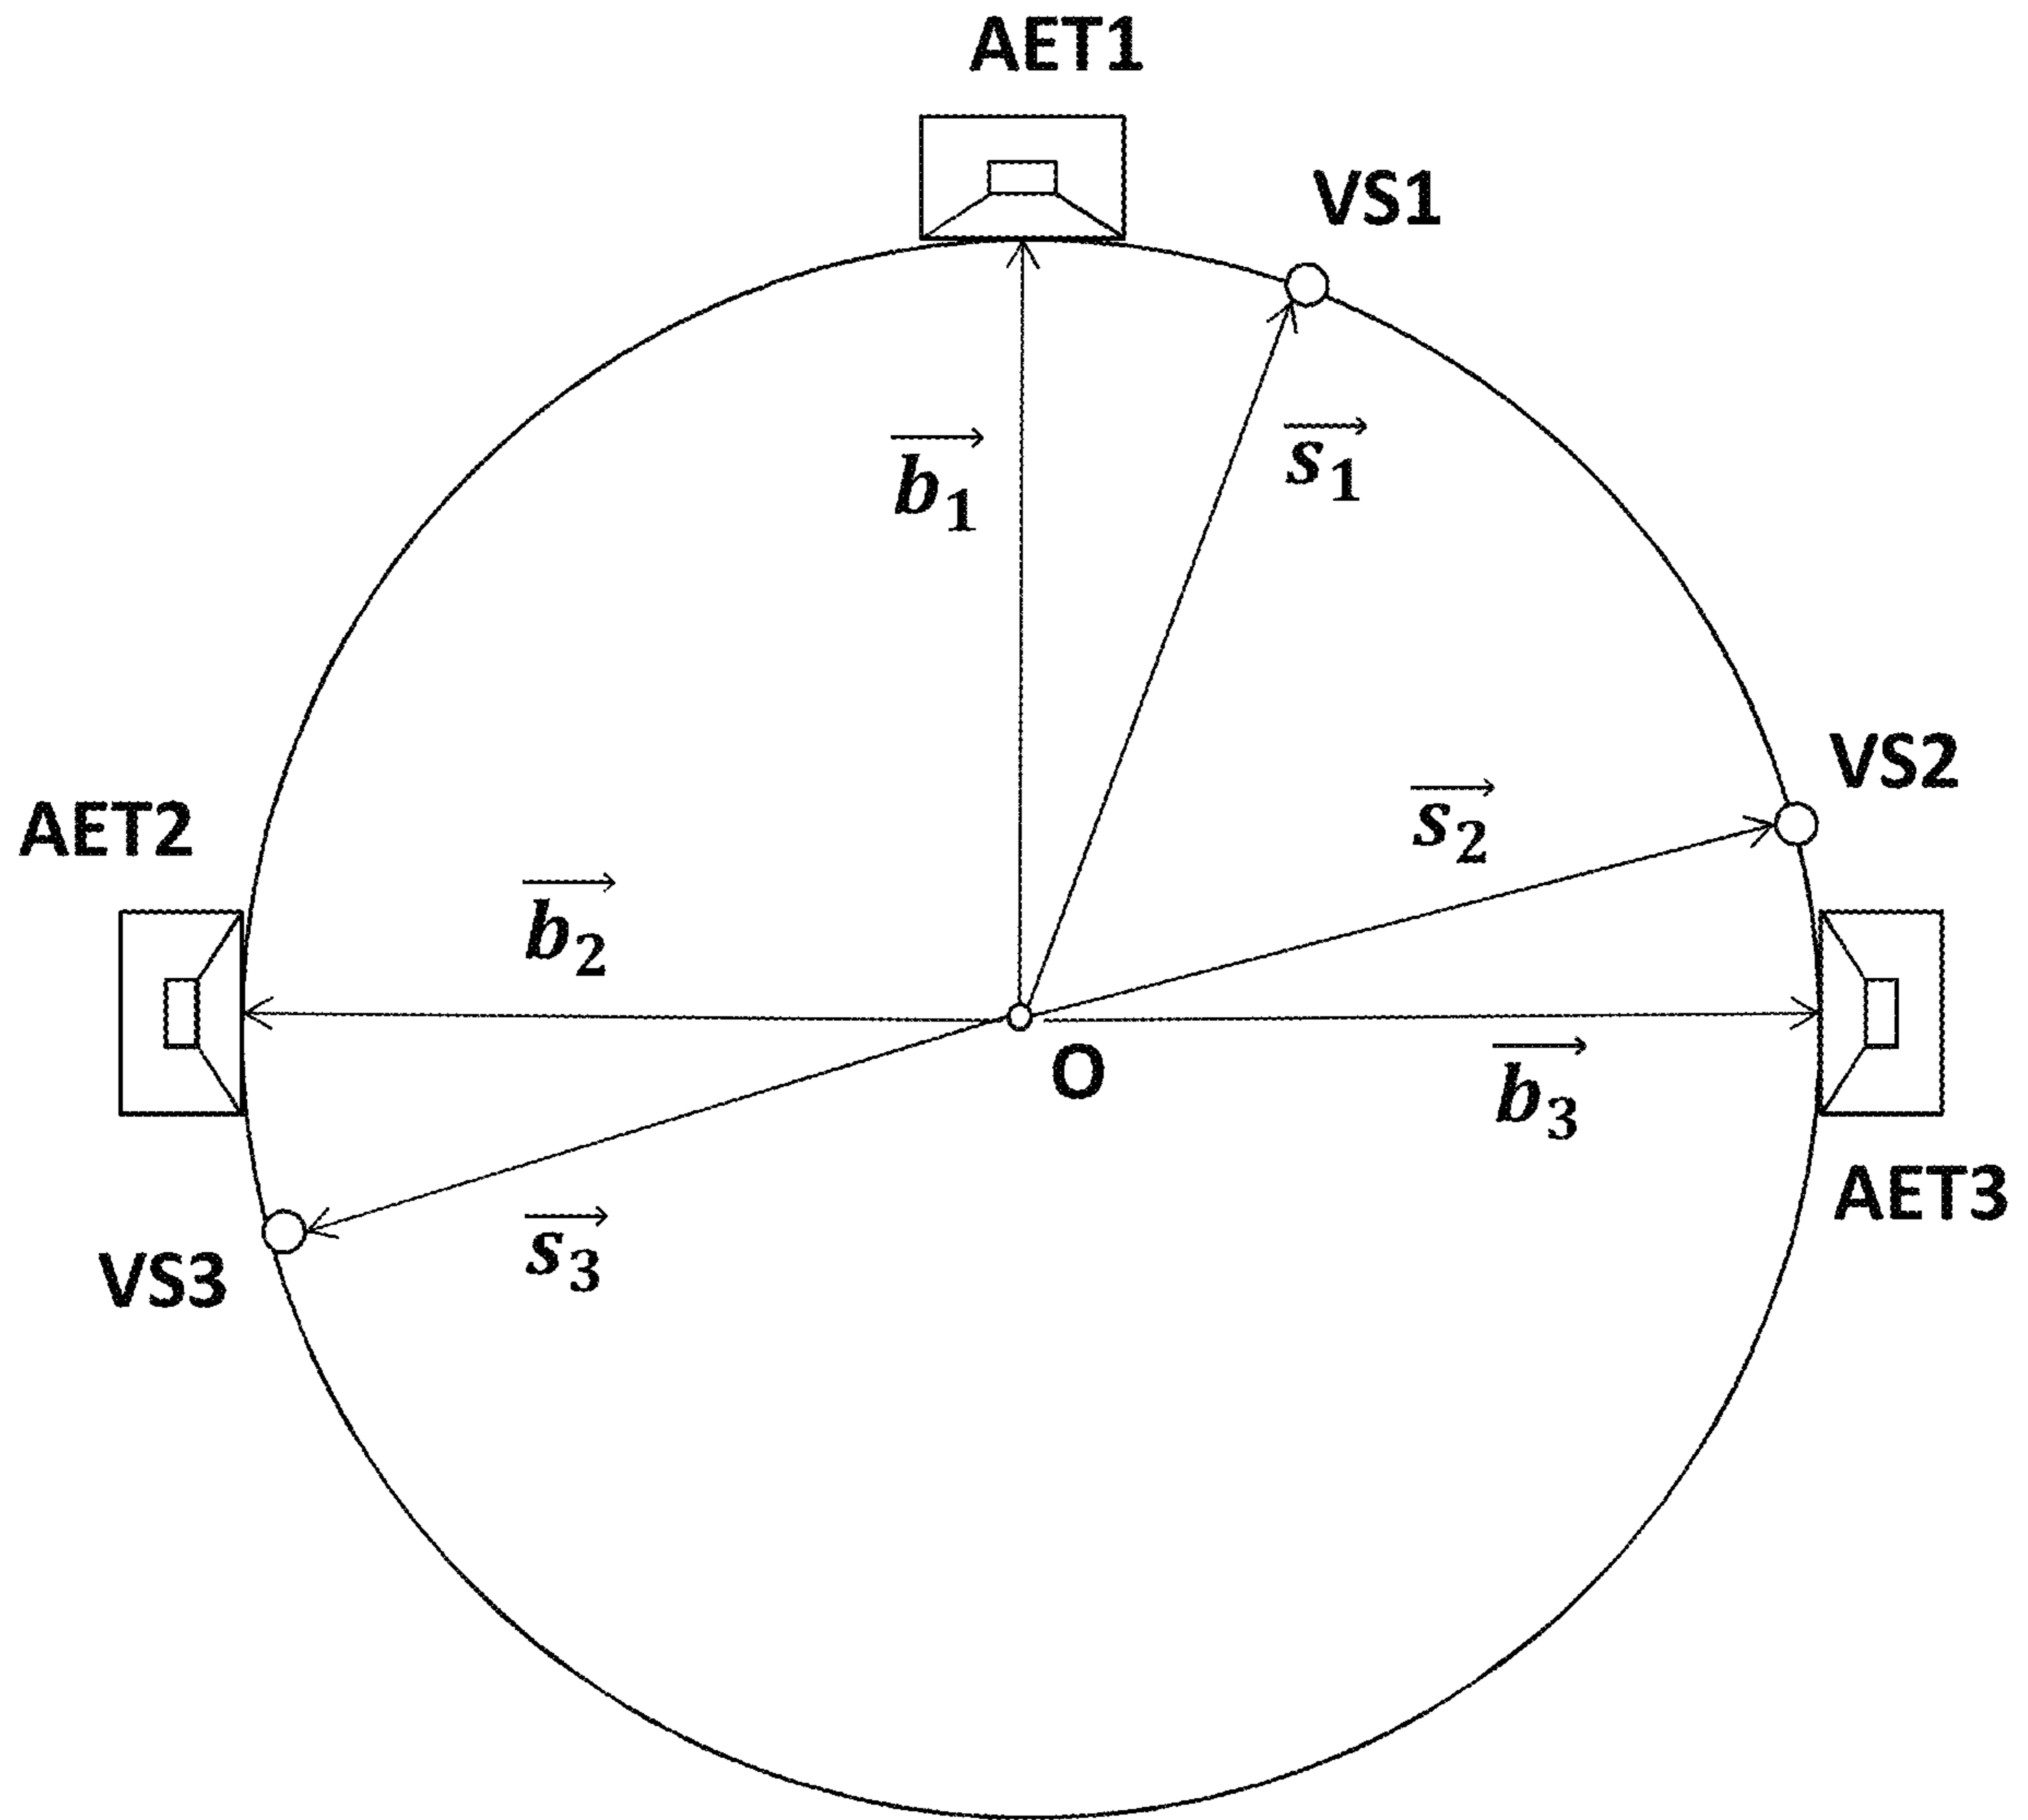 AET1
VS1
b₁
s₁
VS2
s₂
AET2
b₂
O
b₃
AET3
s₃
VS3